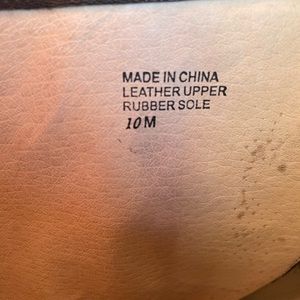 MADE IN CHINA
LEATHER UPPER
RUBBER SOLE
10M